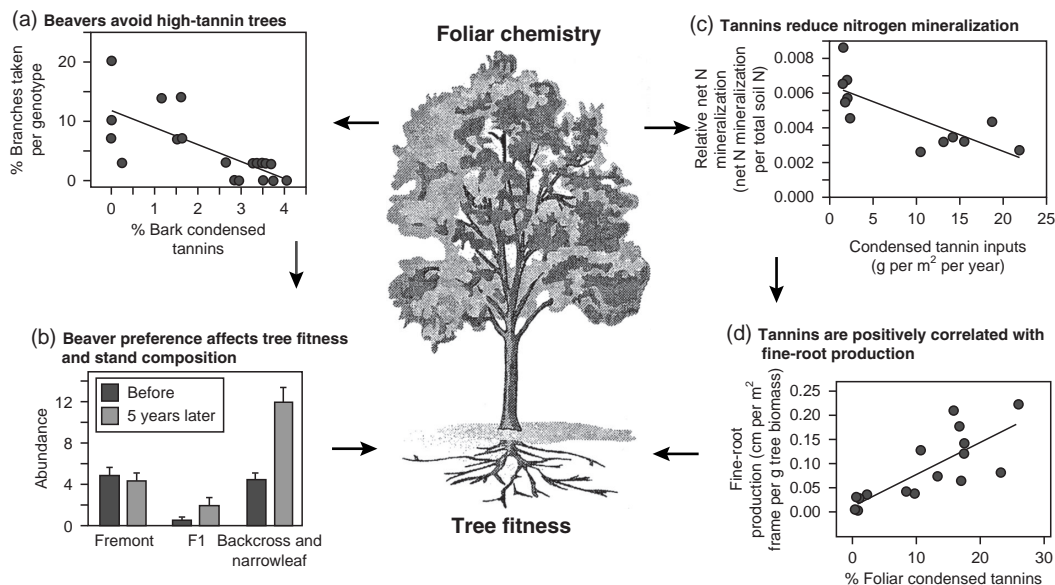 (a) Beavers avoid high-tannin trees
% Branches taken
per genotype
20
10
0
0
1
2
3
4
% Bark condensed
tannins
Foliar chemistry
(c) Tannins reduce nitrogen mineralization
Relative net N
mineralization
(net N mineralization
per total soil N)
0.008
0.006
0.004
0.002
0.000
0
5
10
15
20
25
Condensed tannin inputs
(g per m² per year)
(b) Beaver preference affects tree fitness
and stand composition
Before
5 years later
Abundance
12
8
4
0
Fremont
F1
Backcross and
narrowleaf
Tree fitness
(d) Tannins are positively correlated with
fine-root production
Fine-root
production (cm per m²
frame per g tree biomass)
0.25
0.20
0.15
0.10
0.05
0.00
0
10
20
30
% Foliar condensed tannins